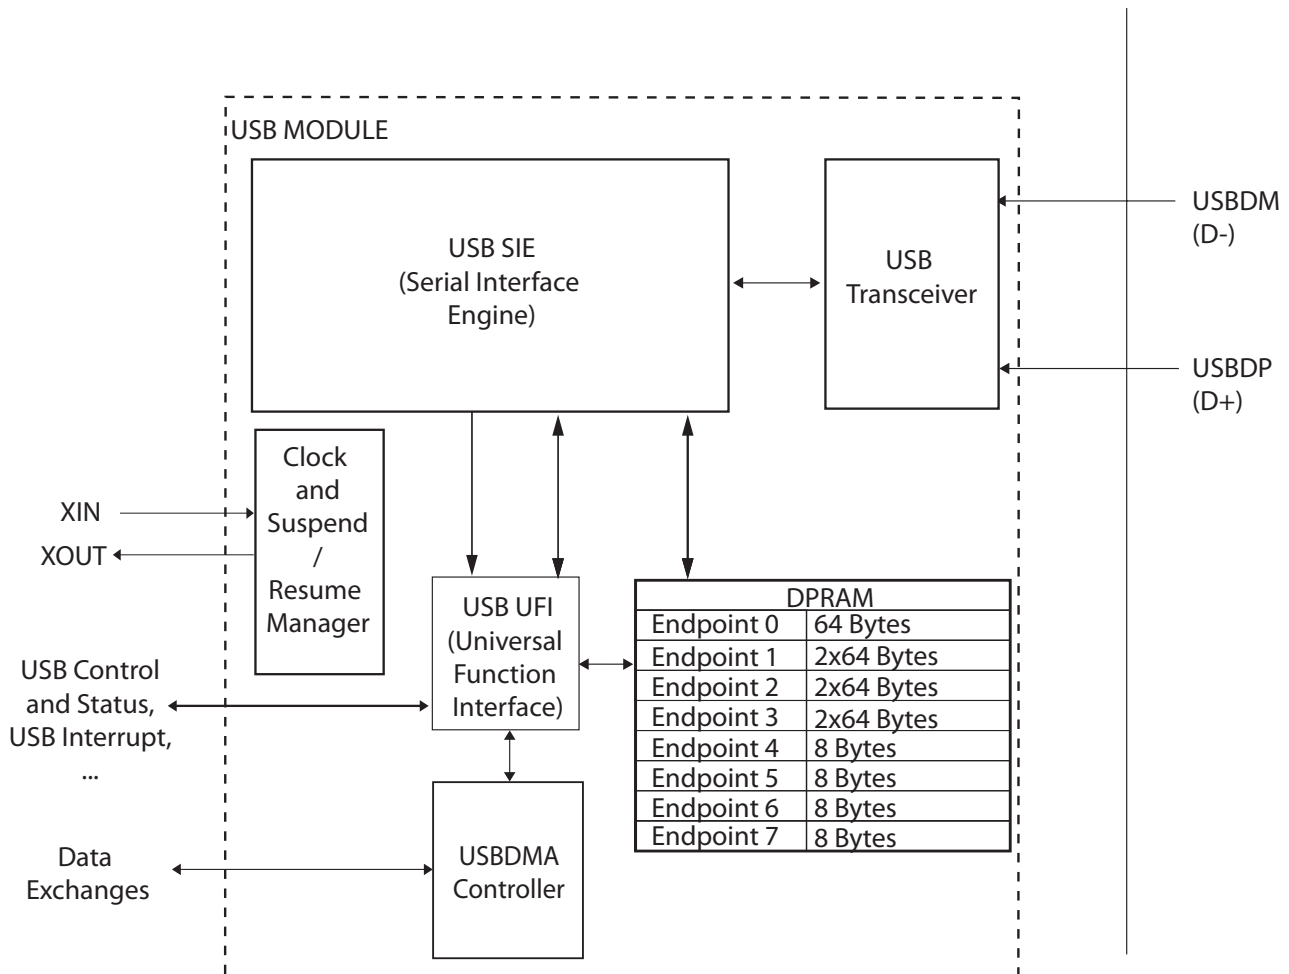 USB MODULE
USB SIE
(Serial Interface
Engine)
USB
Transceiver
USBDM
(D-)
USBDP
(D+)
Clock
and
Suspend
/
Resume
Manager
XIN
XOUT
USB UFI
(Universal
Function
Interface)
DPRAM
Endpoint 0 64 Bytes
Endpoint 1 2x64 Bytes
Endpoint 2 2x64 Bytes
Endpoint 3 2x64 Bytes
Endpoint 4 8 Bytes
Endpoint 5 8 Bytes
Endpoint 6 8 Bytes
Endpoint 7 8 Bytes
USB Control
and Status,
USB Interrupt,
...
USBDMA
Controller
Data
Exchanges